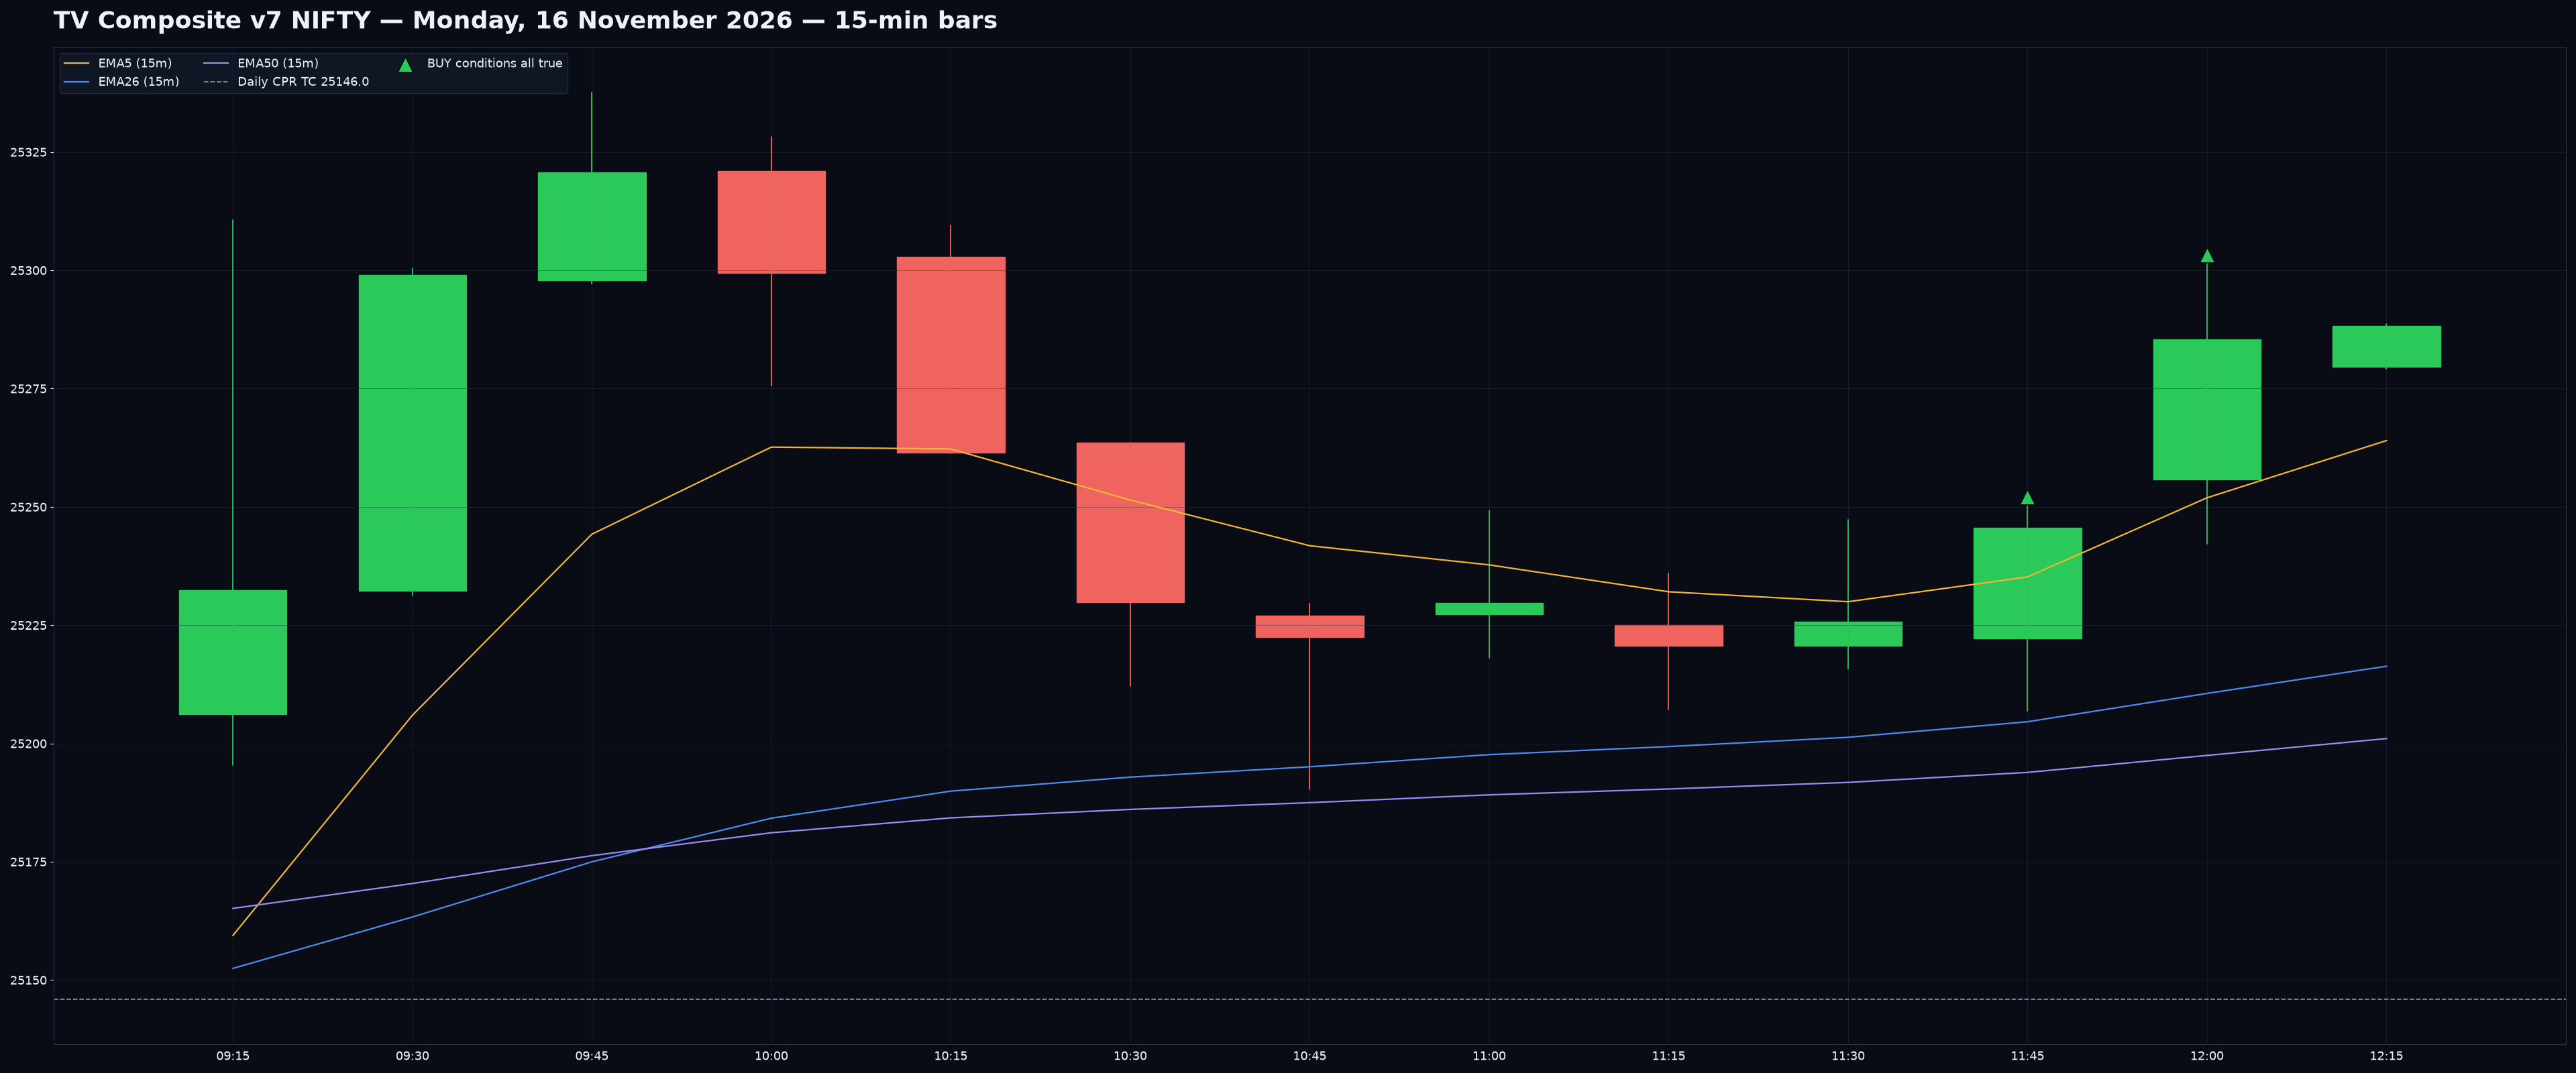 TV Composite v7 NIFTY — Monday, 16 November 2026 — 15-min bars
EMA5 (15m) EMA50 (15m) BUY conditions all true
EMA26 (15m) Daily CPR TC 25146.0
25325
25300
25275
25250
25225
25200
25175
25150
09:15 09:30 09:45 10:00 10:15 10:30 10:45 11:00 11:15 11:30 11:45 12:00 12:15